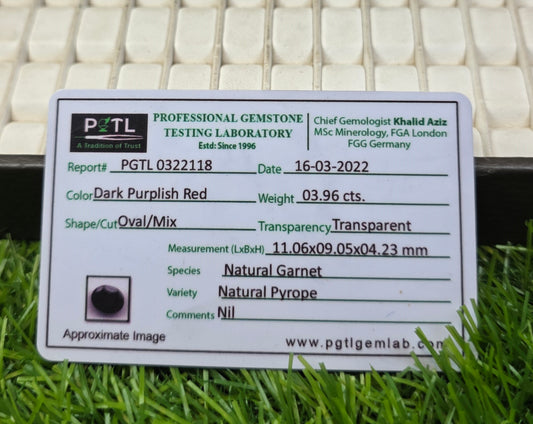 PGTL
A Tradition of Trust
PROFESSIONAL GEMSTONE
TESTING LABORATORY
Estd: Since 1996
Chief Gemologist Khalid Aziz
MSc Minerology, FGA London
FGG Germany
Report# PGTL 0322118 Date 16-03-2022
Color Dark Purplish Red Weight 03.96 cts.
Shape/Cut Oval/Mix Transparency Transparent
Measurement (LxBxH) 11.06x09.05x04.23 mm
Species Natural Garnet
Variety Natural Pyrope
Comments Nil
Approximate Image
www.pgtlgemlab.com